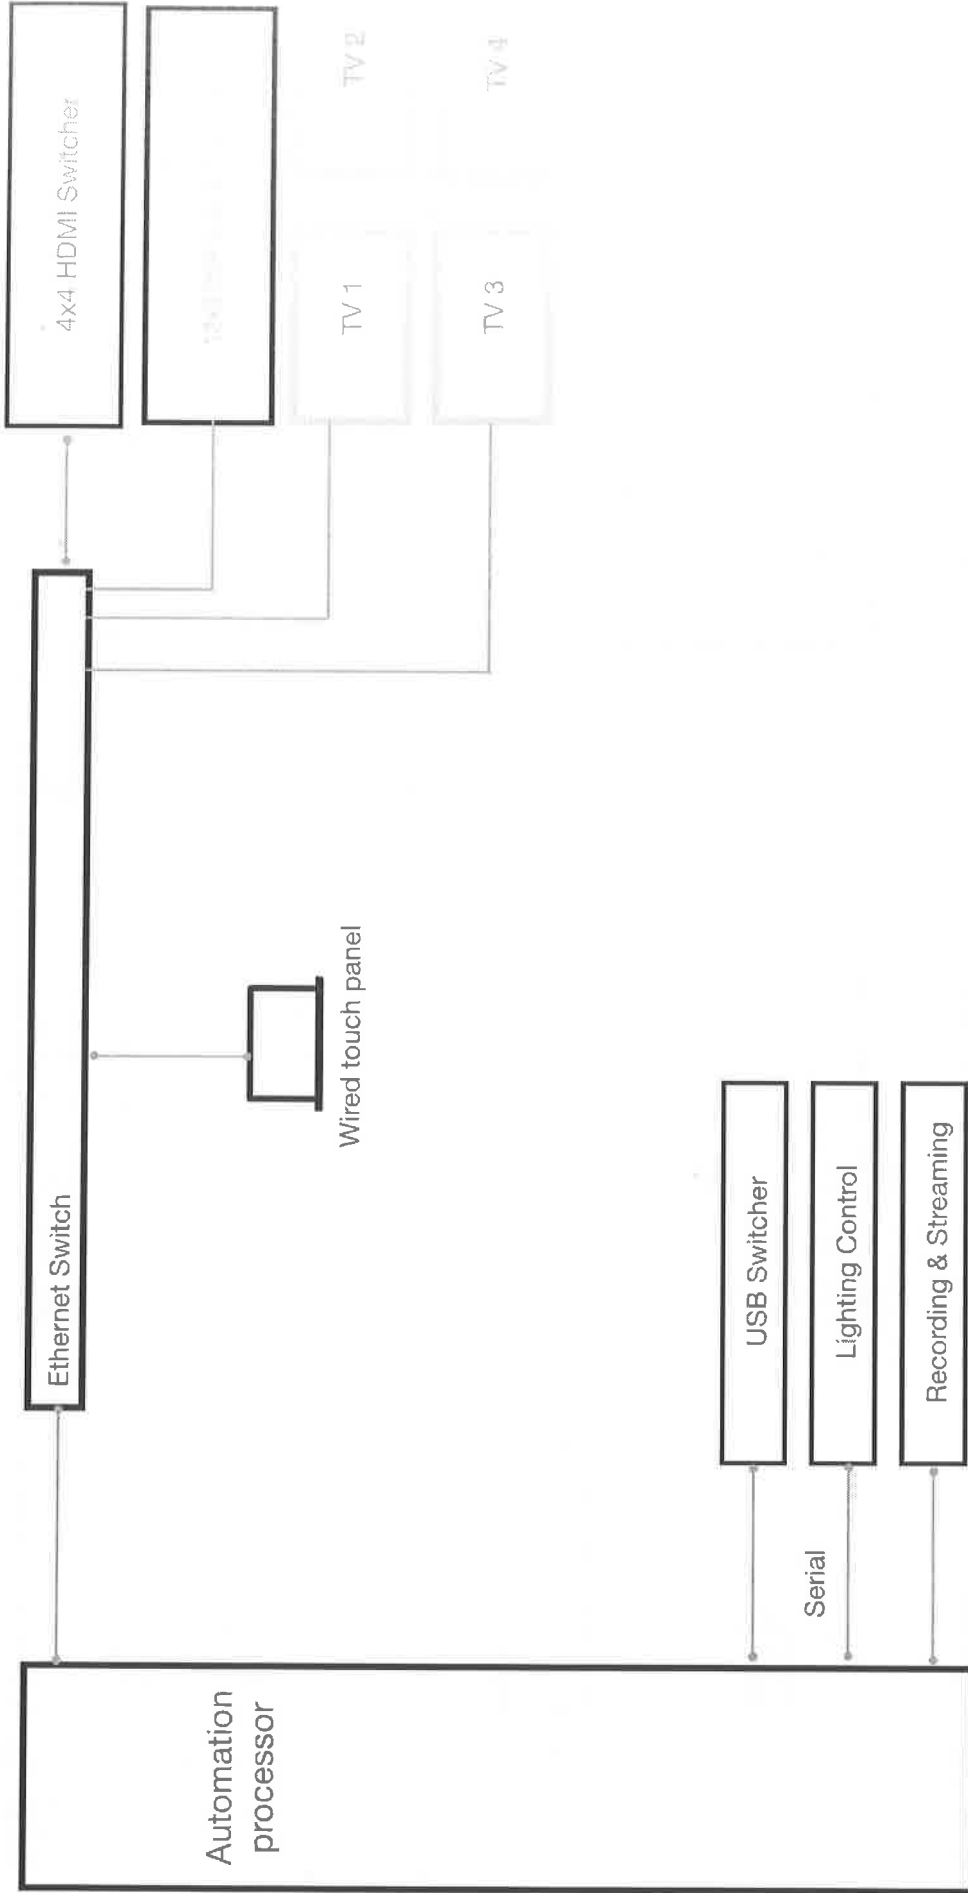 Automation
processor
Ethernet Switch
4x4 HDMI Switcher
TV 1
TV 2
TV 3
TV 4
Wired touch panel
Serial
USB Switcher
Lighting Control
Recording & Streaming